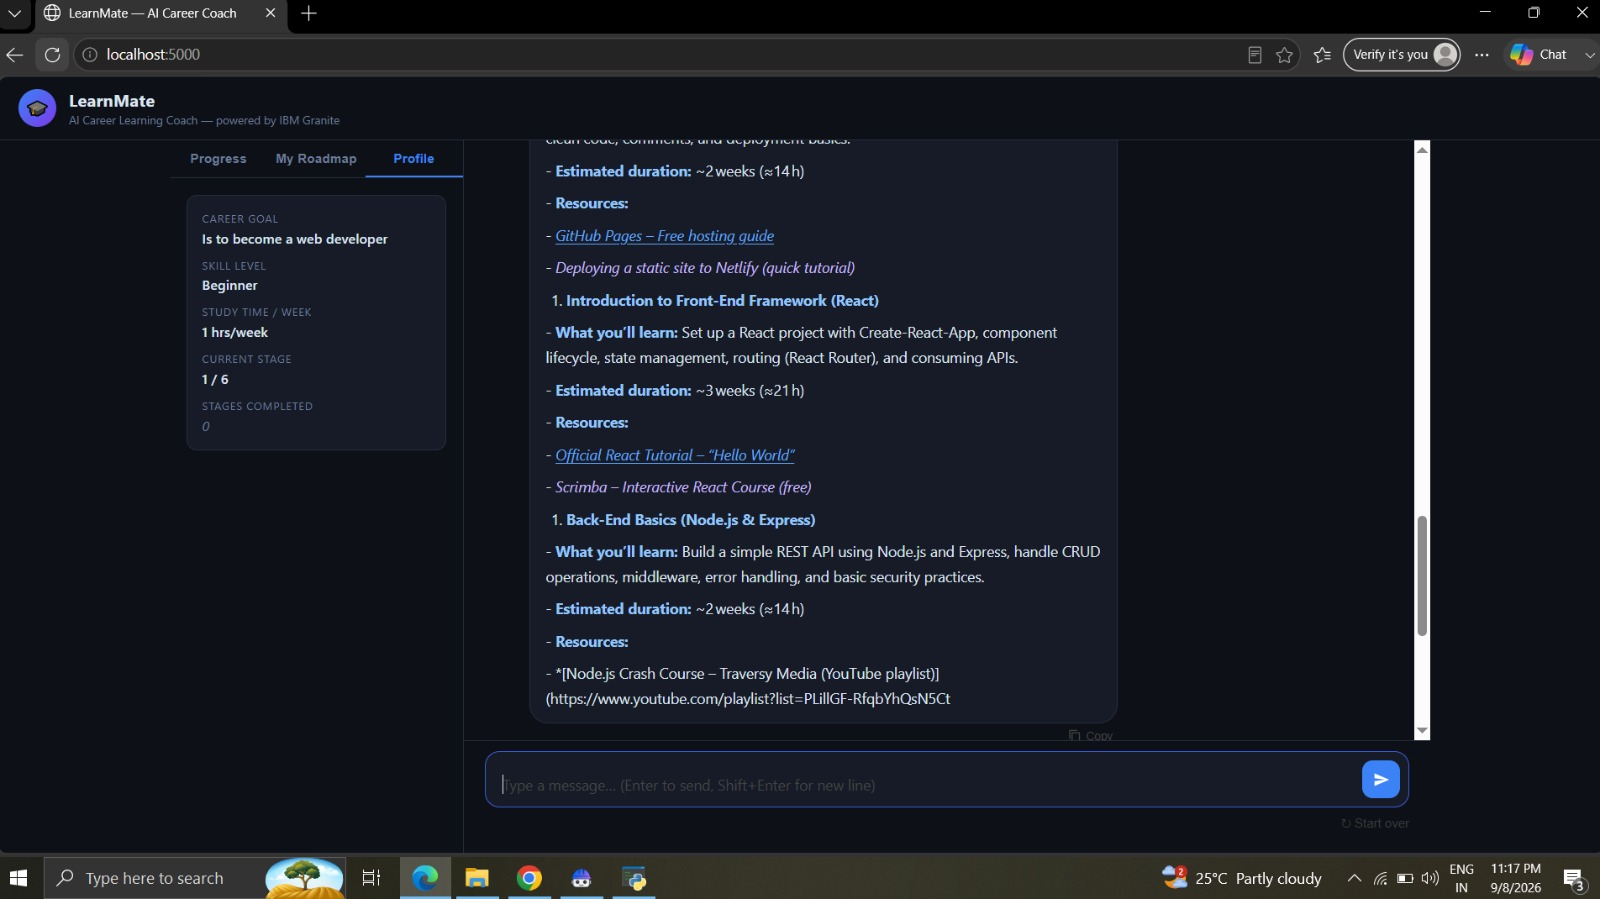 LearnMate — AI Career Coach
localhost:5000
Verify it's you
Chat
LearnMate
AI Career Learning Coach — powered by IBM Granite
Progress
My Roadmap
Profile
CAREER GOAL
Is to become a web developer
SKILL LEVEL
Beginner
STUDY TIME / WEEK
1 hrs/week
CURRENT STAGE
1 / 6
STAGES COMPLETED
0
clean code, comments, and deployment basics.
- Estimated duration: ~2 weeks (≈14 h)
- Resources:
- GitHub Pages – Free hosting guide
- Deploying a static site to Netlify (quick tutorial)
1. Introduction to Front-End Framework (React)
- What you’ll learn: Set up a React project with Create-React-App, component
lifecycle, state management, routing (React Router), and consuming APIs.
- Estimated duration: ~3 weeks (≈21 h)
- Resources:
- Official React Tutorial – “Hello World”
- Scrimba – Interactive React Course (free)
1. Back-End Basics (Node.js & Express)
- What you’ll learn: Build a simple REST API using Node.js and Express, handle CRUD
operations, middleware, error handling, and basic security practices.
- Estimated duration: ~2 weeks (≈14 h)
- Resources:
- *[Node.js Crash Course – Traversy Media (YouTube playlist)]
(https://www.youtube.com/playlist?list=PLillGF-RfqbYhQsN5Ct
Copy
Type a message... (Enter to send, Shift+Enter for new line)
↻ Start over
Type here to search
2
25°C Partly cloudy
ENG
IN
11:17 PM
9/8/2026
3